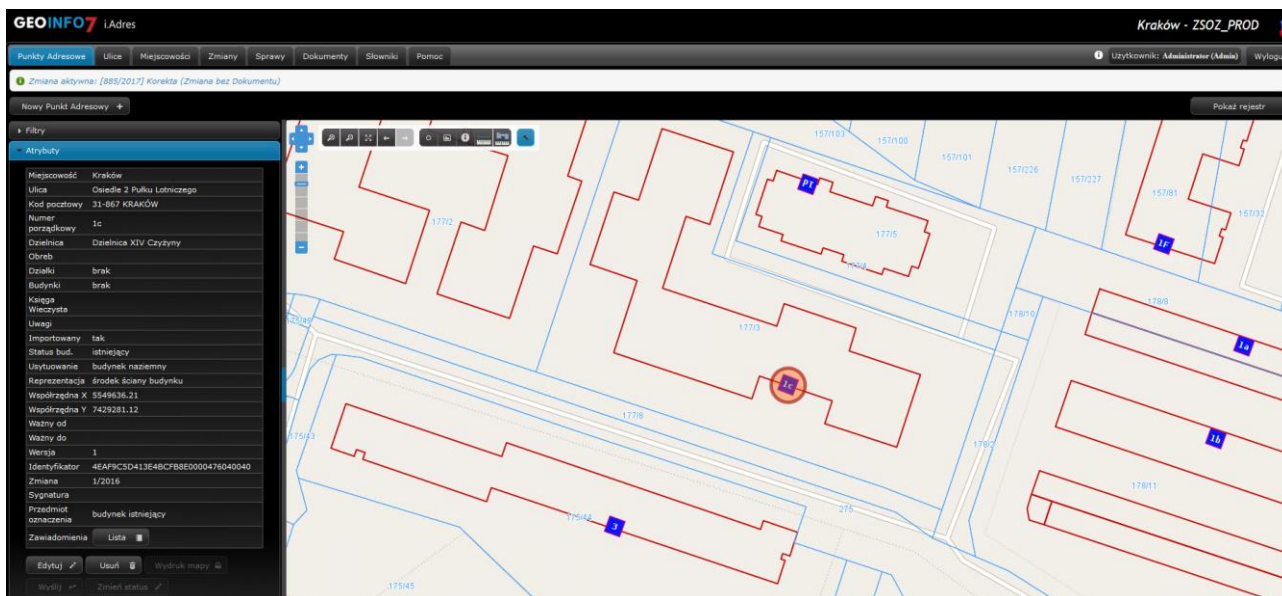 GEOINFO7 i.Adres
Kraków - ZSOZ_PROD
Punkty Adresowe Ulice Miejscowości Zmiany Sprawy Dokumenty Słowniki Pomoc
Użytkownik: Administrator (Admin) Wylogu
Zmiana aktywna: [885/2017] Korekta (Zmiana bez Dokumentu)
Nowy Punkt Adresowy +
Pokaż rejestr
Filtry
Atrybuty
Miejscowość Kraków
Ulica Osiedle 2 Pułku Lotniczego
Kod pocztowy 31-867 KRAKÓW
Numer
porządkowy 1c
Dzielnica Dzielnica XIV Czyżyny
Obreb
Działki brak
Budynki brak
Księga
Wieczysta
Uwagi
Importowany tak
Status bud. istniejący
Usytuowanie budynek naziemny
Reprezentacja środek ściany budynku
Współrzędna X 5549636.21
Współrzędna Y 7429281.12
Ważny od
Ważny do
Wersja 1
Identyfikator 4EAF9C5D413E4BCFB8E0000476040040
Zmiana 1/2016
Sygnatura
Przedmiot
oznaczenia budynek istniejący
Zawiadomienia Lista
Edytuj Usuń Wydruk mapy
Wyślij Zmień status
157/103
157/100
157/101
157/226
157/227
157/81
157/32
PI
177/2
177/5
1F
177/4
178/8
178/10
177/3
1a
1c
177/8
175/43
178/2
1b
178/11
275
175/44
3
175/45